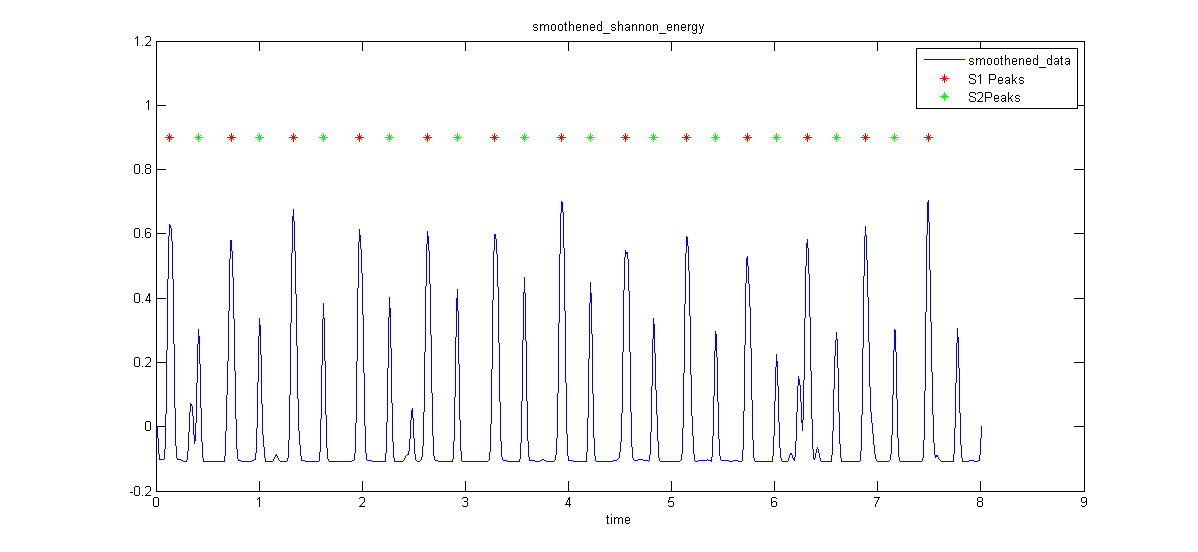 smoothened_shannon_energy
smoothened_data
S1 Peaks
S2Peaks
1.2
1
0.8
0.6
0.4
0.2
0
-0.2
0 1 2 3 4 5 6 7 8 9
time